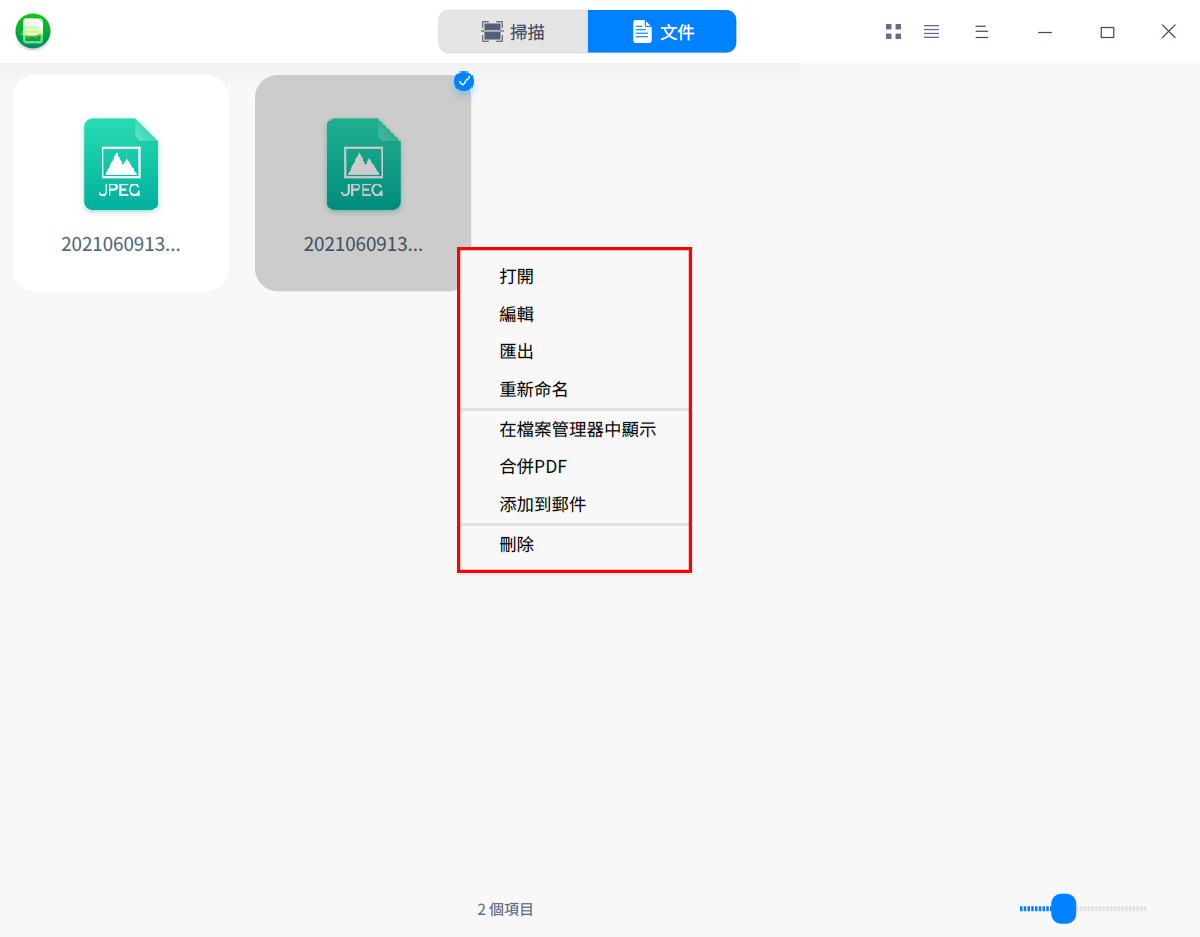 掃描
文件
JPEG
JPEG
2021060913...
2021060913...
打開
編輯
匯出
重新命名
在檔案管理器中顯示
合併PDF
添加到郵件
刪除
2 個項目